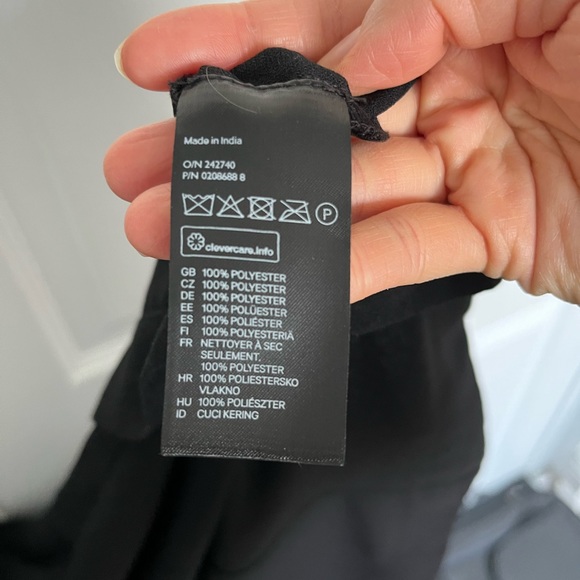 Made in India
O/N 242740
P/N 0208688 8
P
clevercare.info
GB 100% POLYESTER
CZ 100% POLYESTER
DE 100% POLYESTER
EE 100% POLÜESTER
ES 100% POLIÉSTER
FI 100% POLYESTERIÄ
FR NETTOYER À SEC
SEULEMENT.
100% POLYESTER
HR 100% POLIESTERSKO
VLAKNO
HU 100% POLIÉSZTER
ID CUCI KERING